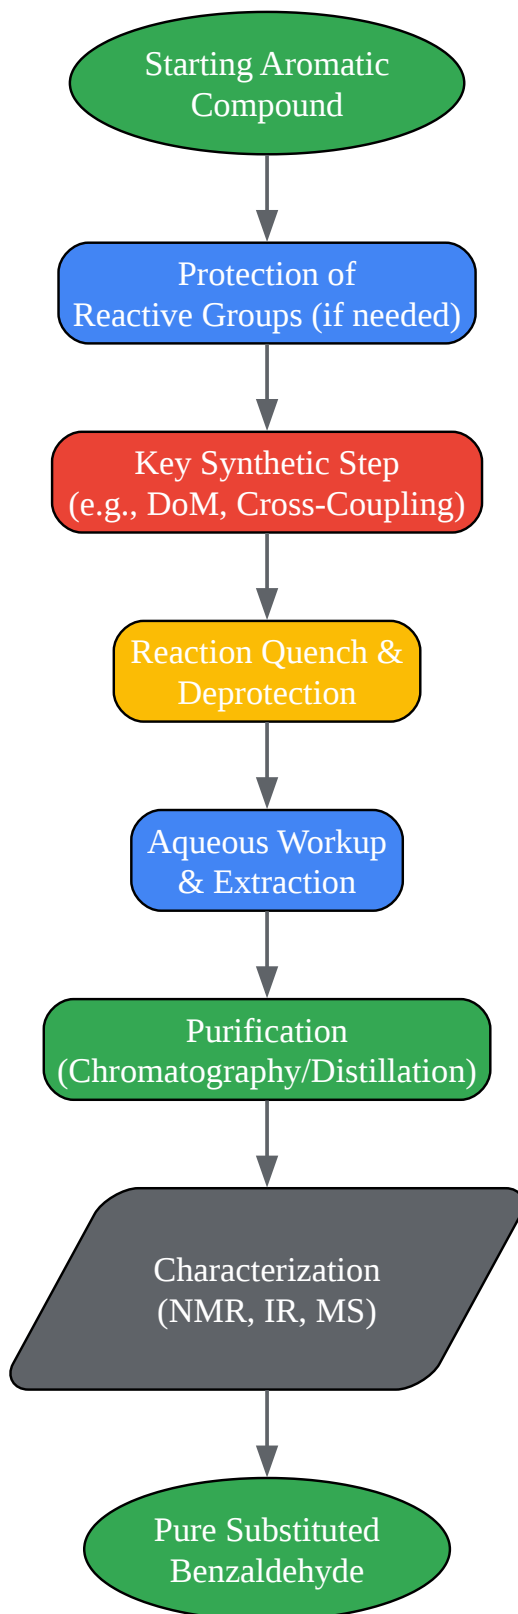 Starting Aromatic
Compound
Protection of
Reactive Groups (if needed)
Key Synthetic Step
(e.g., DoM, Cross-Coupling)
Reaction Quench &
Deprotection
Aqueous Workup
& Extraction
Purification
(Chromatography/Distillation)
Characterization
(NMR, IR, MS)
Pure Substituted
Benzaldehyde